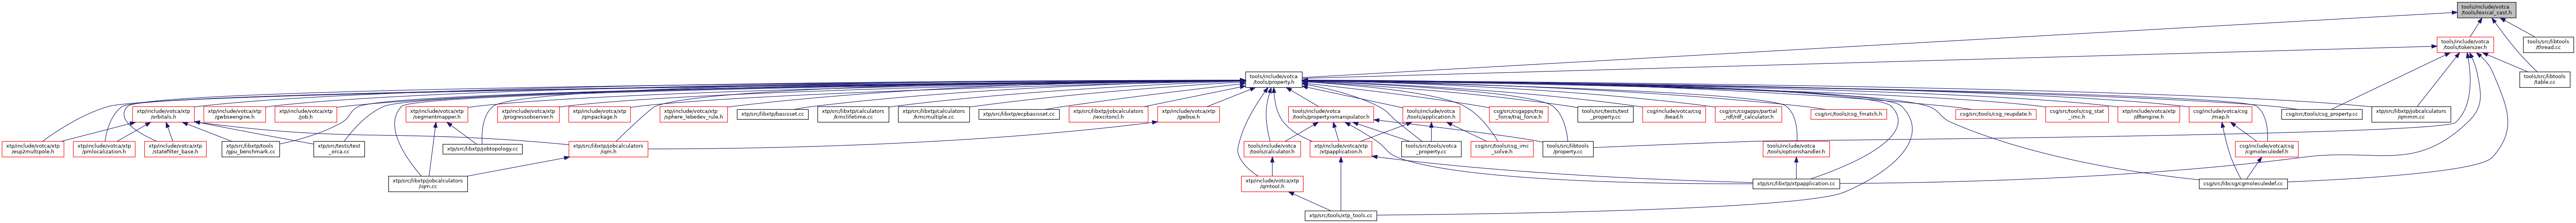 tools/include/votca
/tools/lexical_cast.h
tools/include/votca
/tools/tokenizer.h
tools/src/libtools
/thread.cc
tools/include/votca
/tools/property.h
tools/src/libtools
/table.cc
xtp/include/votca/xtp
/orbitals.h
xtp/include/votca/xtp
/gwbseengine.h
xtp/include/votca/xtp
/job.h
xtp/include/votca/xtp
/segmentmapper.h
xtp/include/votca/xtp
/progressobserver.h
xtp/include/votca/xtp
/qmpackage.h
xtp/include/votca/xtp
/sphere_lebedev_rule.h
xtp/src/libxtp/basisset.cc
xtp/src/libxtp/calculators
/kmclifetime.cc
xtp/src/libxtp/calculators
/kmcmultiple.cc
xtp/src/libxtp/ecpbasisset.cc
xtp/src/libxtp/jobcalculators
/iexcitoncl.h
xtp/include/votca/xtp
/gwbse.h
tools/include/votca
/tools/propertyiomanipulator.h
tools/include/votca
/tools/application.h
csg/src/csgapps/traj
_force/traj_force.h
tools/src/tests/test
_property.cc
csg/include/votca/csg
/bead.h
csg/src/csgapps/partial
_rdf/rdf_calculator.h
csg/src/tools/csg_fmatch.h
csg/src/tools/csg_reupdate.h
csg/src/tools/csg_stat
_imc.h
xtp/include/votca/xtp
/dftengine.h
csg/include/votca/csg
/map.h
csg/src/tools/csg_property.cc
xtp/src/libxtp/jobcalculators
/qmmm.cc
xtp/include/votca/xtp
/esp2multipole.h
xtp/include/votca/xtp
/pmlocalization.h
xtp/include/votca/xtp
/statefilter_base.h
xtp/src/libxtp/tools
/gpu_benchmark.cc
xtp/src/tests/test
_orca.cc
xtp/src/libxtp/jobtopology.cc
xtp/src/libxtp/jobcalculators
/iqm.h
tools/include/votca
/tools/calculator.h
xtp/include/votca/xtp
/xtpapplication.h
tools/src/tools/votca
_property.cc
csg/src/tools/csg_imc
_solve.h
tools/src/libtools
/property.cc
tools/include/votca
/tools/optionshandler.h
csg/include/votca/csg
/cgmoleculedef.h
xtp/src/libxtp/jobcalculators
/iqm.cc
xtp/include/votca/xtp
/qmtool.h
xtp/src/libxtp/xtpapplication.cc
csg/src/libcsg/cgmoleculedef.cc
xtp/src/tools/xtp_tools.cc